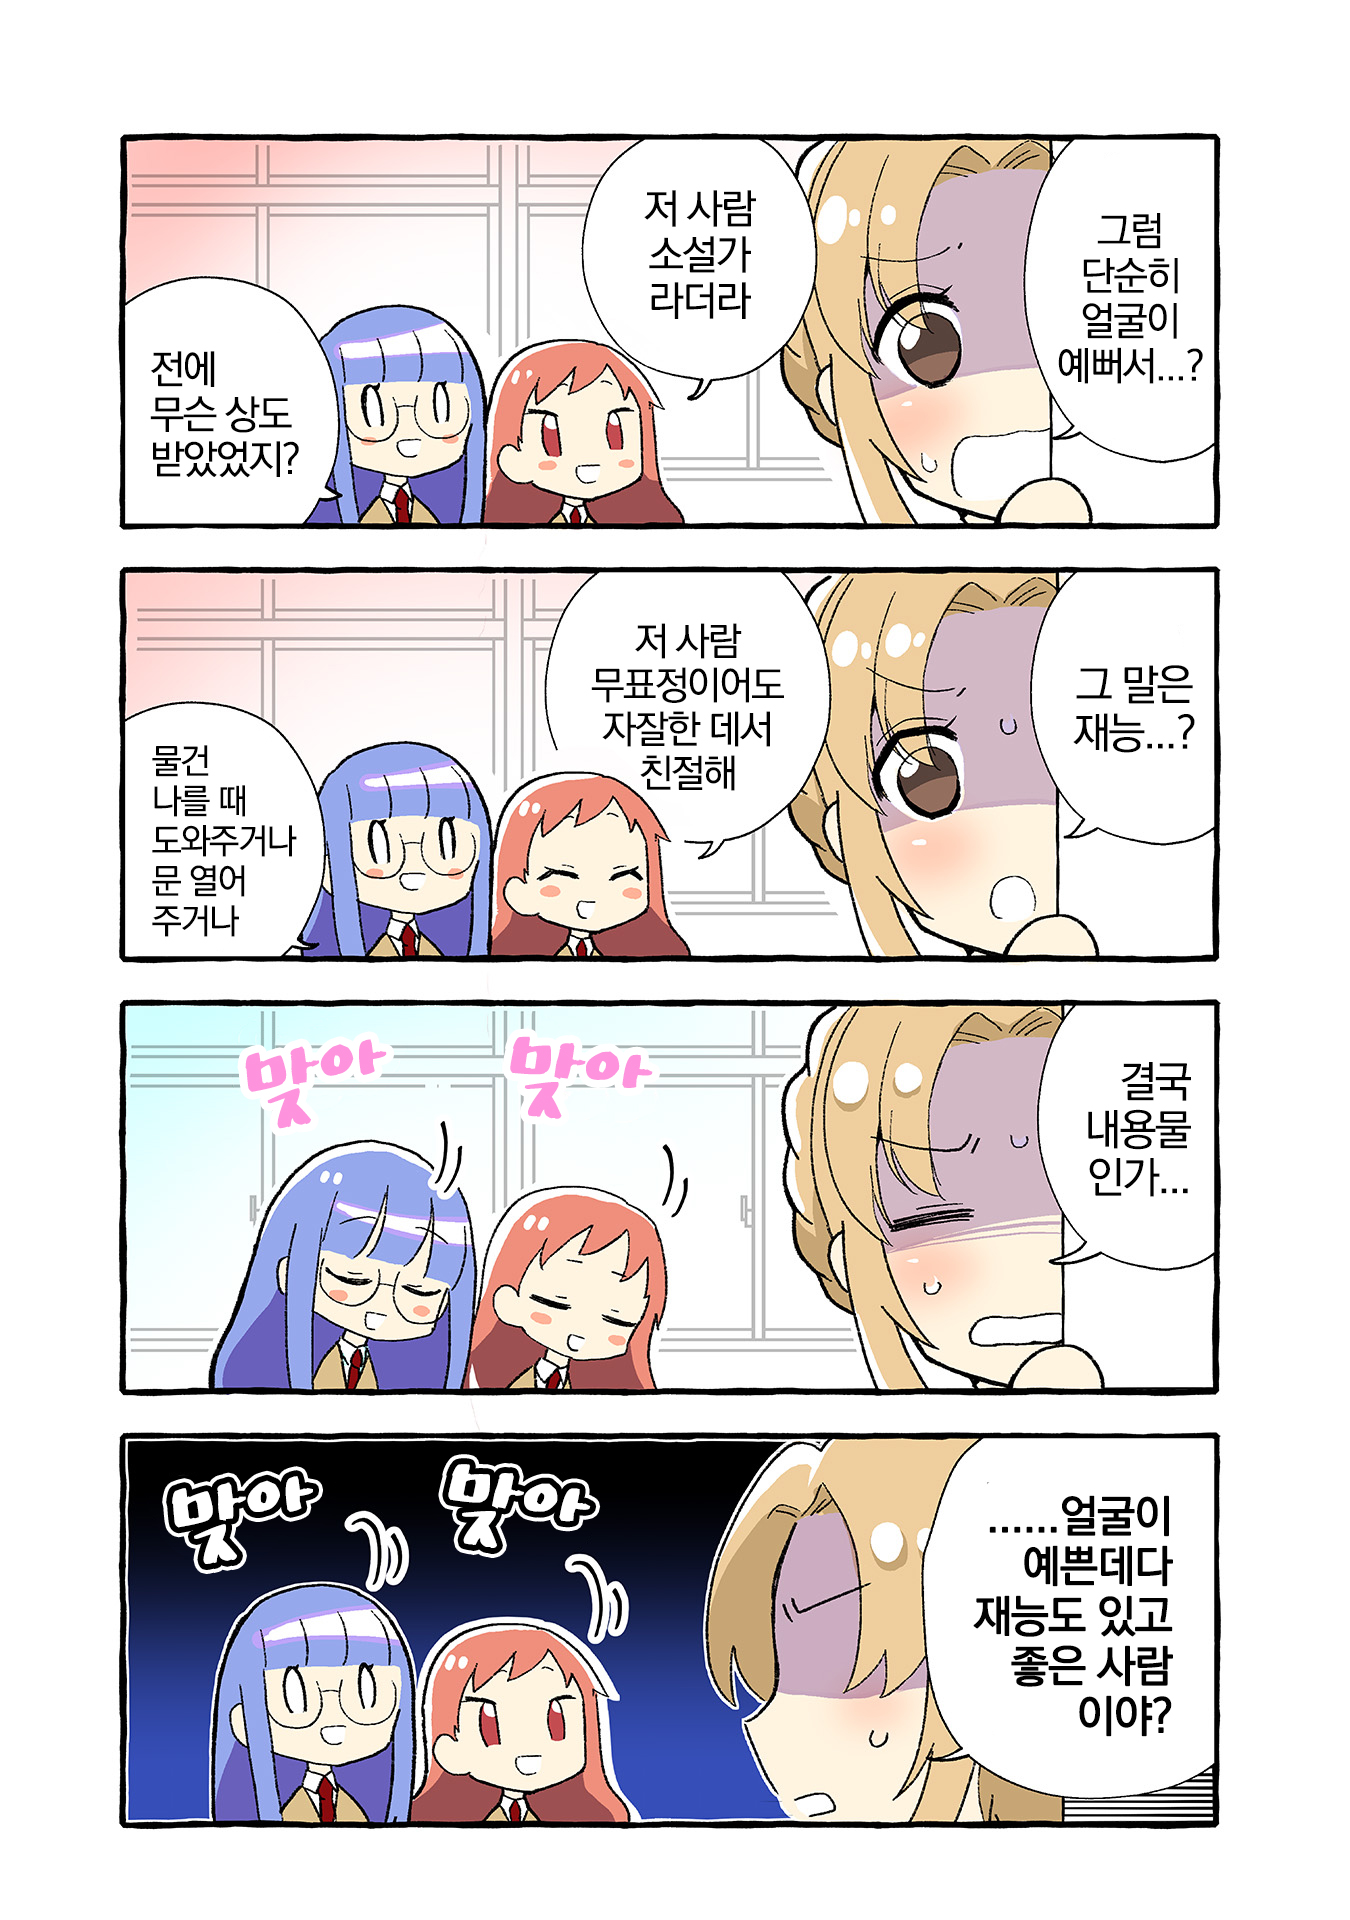 그럼
단순히
얼굴이
예뻐서...?
저 사람
소설가
라더라
전에
무슨 상도
받았었지?
그 말은
재능...?
저 사람
무표정이어도
자잘한 데서
친절해
물건
나를 때
도와주거나
문 열어
주거나
결국
내용물
인가...
맞아
맞아
......얼굴이
예쁜데다
재능도 있고
좋은 사람
이야?
맞아
맞아